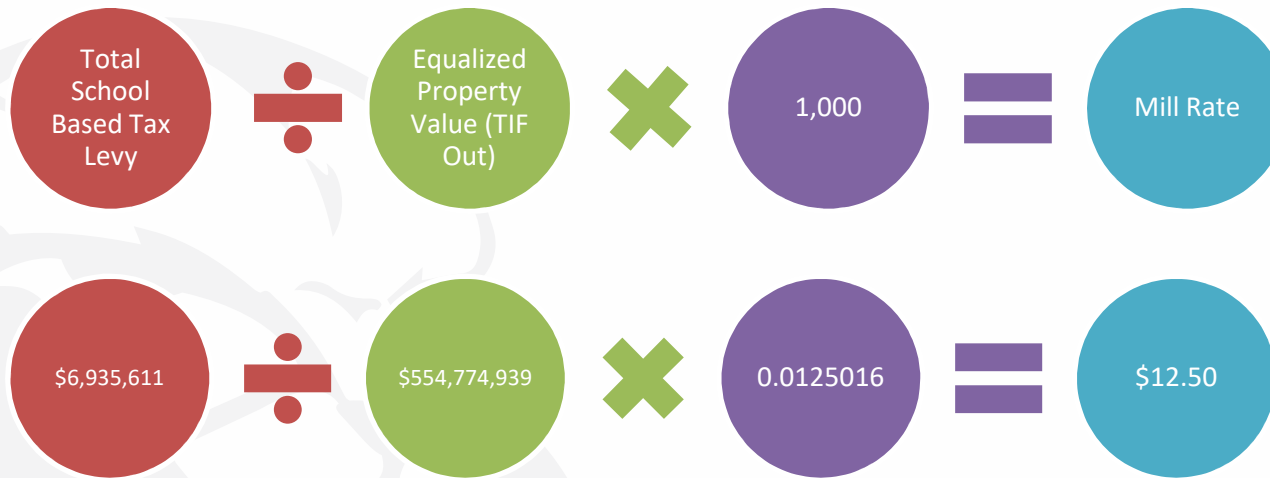 Total
School
Based Tax
Levy
÷
Equalized
Property
Value (TIF
Out)
×
1,000
=
Mill Rate
$6,935,611
÷
$554,774,939
×
0.0125016
=
$12.50